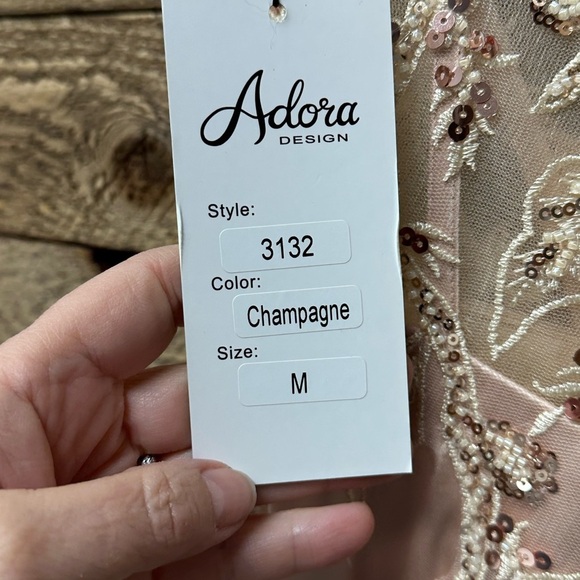 Adora
DESIGN
Style:
3132
Color:
Champagne
Size:
M